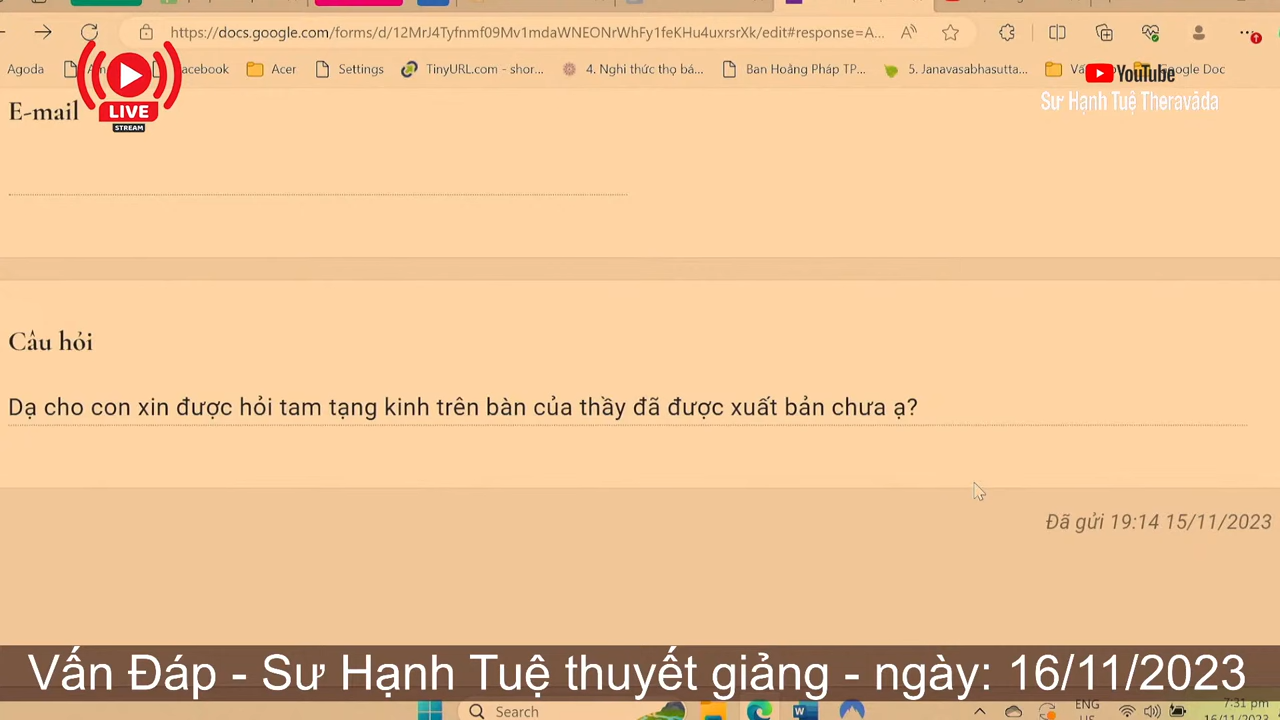 https://docs.google.com/forms/d/12MrJ4Tyfnmf09Mv1mdaWNEONrWhFy1feKHu4uxrsrXk/edit#response=A...
Agoda
acebook
Acer
Settings
TinyURL.com - shor...
4. Nghi thức thọ bá...
Ban Hoằng Pháp TP...
5. Janavasabhasutta...
oogle Doc
LIVE
STREAM
YouTube
Sư Hạnh Tuệ Theravāda
E-mail
Câu hỏi
Dạ cho con xin được hỏi tam tạng kinh trên bàn của thầy đã được xuất bản chưa ạ?
Đã gửi 19:14 15/11/2023
Vấn Đáp - Sư Hạnh Tuệ thuyết giảng - ngày: 16/11/2023
Search
ENG
7:31 pm